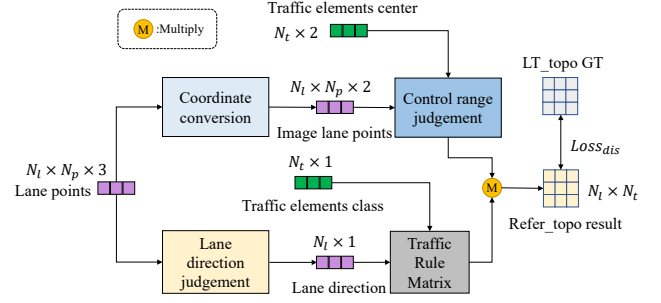 M :Multiply
Traffic elements center
N_t × 2
LT_topo GT
Coordinate
conversion
N_l × N_p × 2
Image lane points
Control range
judgement
N_l × N_p × 3
Lane points
N_t × 1
Traffic elements class
Loss_dis
M
N_l × N_t
Refer_topo result
Lane
direction
judgement
N_l × 1
Lane direction
Traffic
Rule
Matrix